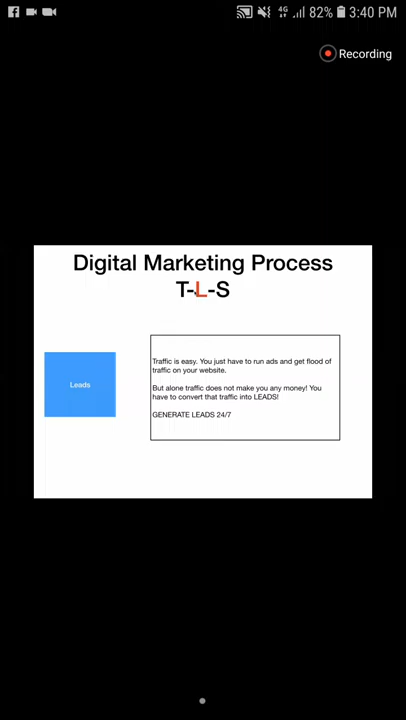 4G 82% 3:40 PM
Recording
Digital Marketing Process
T-L-S
Leads
Traffic is easy. You just have to run ads and get flood of
traffic on your website.
But alone traffic does not make you any money! You
have to convert that traffic into LEADS!
GENERATE LEADS 24/7